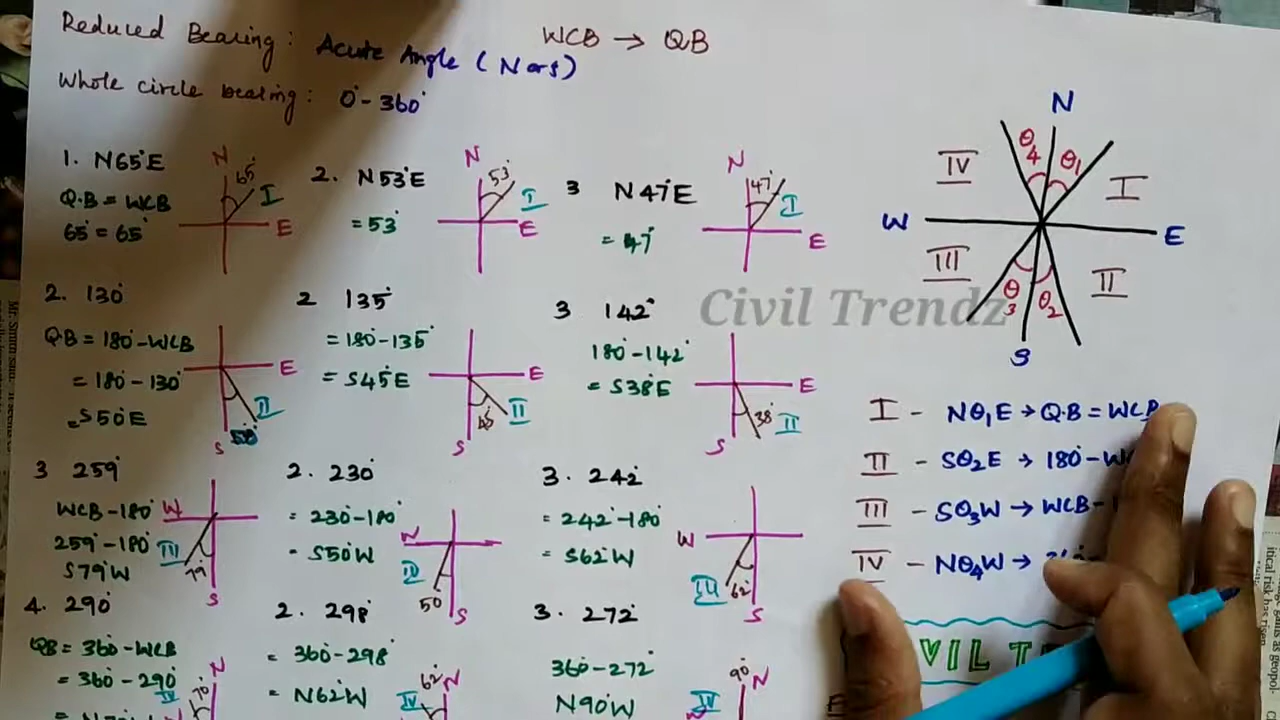 Reduced Bearing : Acute Angle (N or S)
WCB → QB
Whole circle bearing : 0° - 360°
1. N65°E
Q.B = WCB
65° = 65°
N
65°
I
E
2. N53°E
= 53°
N
53°
I
E
3 N47°E
= 47°
N
47°
I
E
2. 130°
QB = 180° - WCB
= 180° - 130°
= S50°E
E
II
50°
S
2 135°
= 180° - 135°
= S45°E
E
II
45°
S
3 142°
180° - 142°
= S38°E
E
38°
II
S
3 259°
WCB - 180°
259° - 180°
S79°W
W
III
79
S
2. 230°
= 230° - 180°
= S50°W
W
III
50
S
3. 242°
= 242° - 180°
= S62°W
W
III
62°
S
4. 290°
QB = 360° - WCB
= 360° - 290°
N
IV
70°
2. 298°
= 360° - 298°
= N62°W
62°
N
IV
3. 272°
360° - 272°
N90°W
90°
N
IV
N
θ4
θ1
IV
I
W
E
III
II
θ3
θ2
S
Civil Trendz
I - Nθ1E → Q.B = WCB
II - Sθ2E → 180° - W
III - Sθ3W → WCB - 1
IV - Nθ4W →
CIVIL T